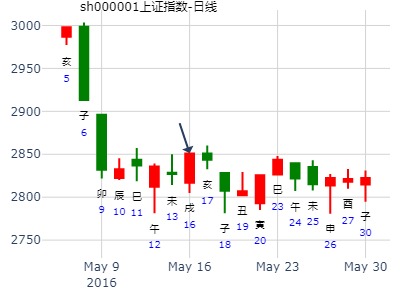 sh000001上证指数-日线
3000
2950
2900
2850
2800
2750
亥
5
子
6
卯
9
辰
10
巳
11
午
12
未
13
戌
16
亥
17
子
18
丑
19
寅
20
巳
23
午
24
未
25
申
26
酉
27
子
30
May 9
2016
May 16
May 23
May 30